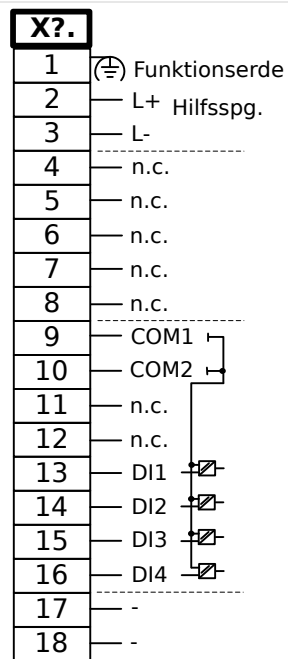 X?.
1 Funktionserde
2 L+ Hilfsspg.
3 L-
4 n.c.
5 n.c.
6 n.c.
7 n.c.
8 n.c.
9 COM1
10 COM2
11 n.c.
12 n.c.
13 DI1
14 DI2
15 DI3
16 DI4
17 -
18 -